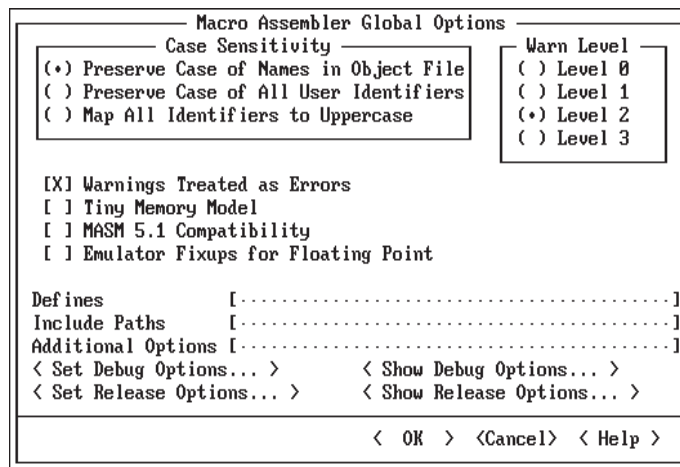 Macro Assembler Global Options
Case Sensitivity
(•) Preserve Case of Names in Object File
( ) Preserve Case of All User Identifiers
( ) Map All Identifiers to Uppercase
Warn Level
( ) Level 0
( ) Level 1
(•) Level 2
( ) Level 3
[X] Warnings Treated as Errors
[ ] Tiny Memory Model
[ ] MASM 5.1 Compatibility
[ ] Emulator Fixups for Floating Point
Defines [··········································]
Include Paths [··········································]
Additional Options [··········································]
< Set Debug Options... > < Show Debug Options... >
< Set Release Options... > < Show Release Options... >
< OK > <Cancel> < Help >